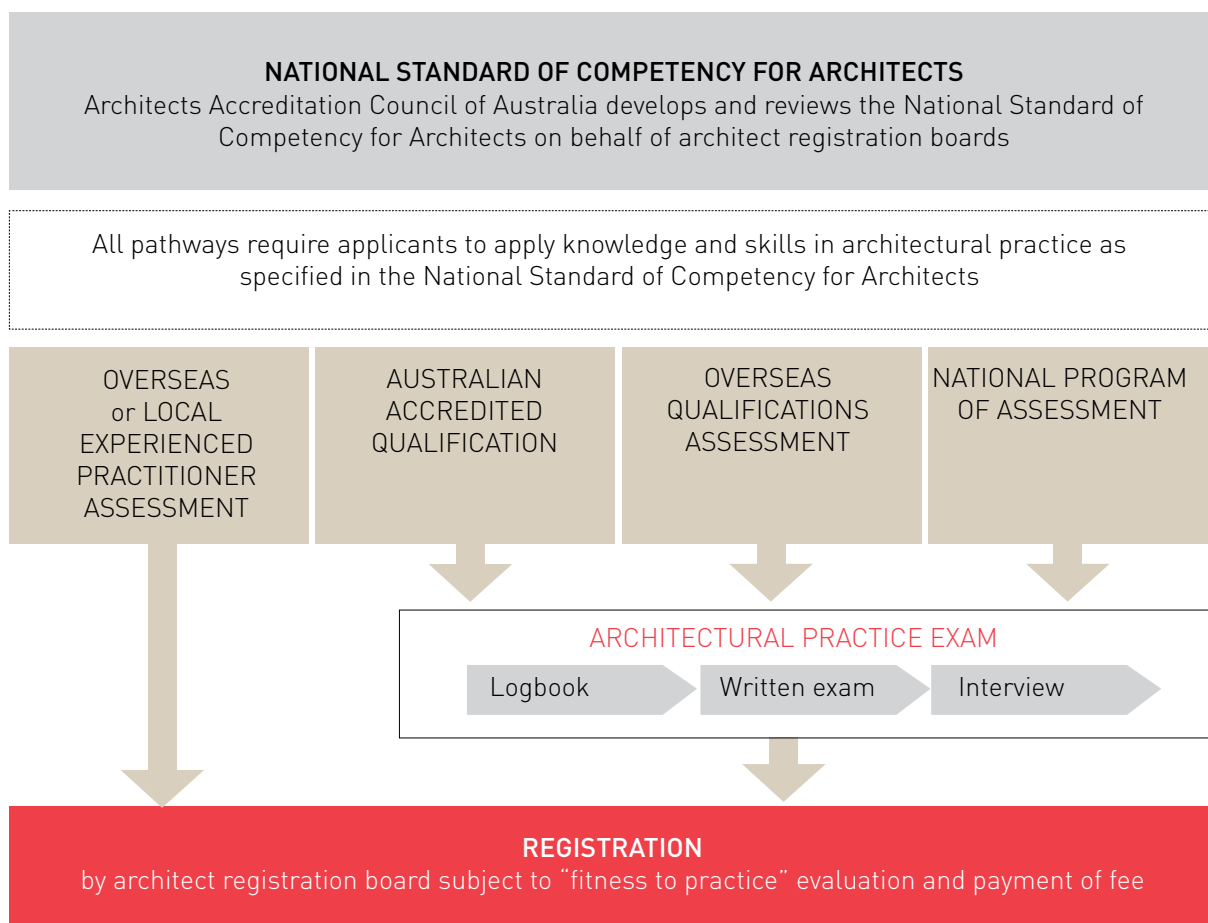 NATIONAL STANDARD OF COMPETENCY FOR ARCHITECTS
Architects Accreditation Council of Australia develops and reviews the National Standard of
Competency for Architects on behalf of architect registration boards
All pathways require applicants to apply knowledge and skills in architectural practice as
specified in the National Standard of Competency for Architects
OVERSEAS
or LOCAL
EXPERIENCED
PRACTITIONER
ASSESSMENT
AUSTRALIAN
ACCREDITED
QUALIFICATION
OVERSEAS
QUALIFICATIONS
ASSESSMENT
NATIONAL PROGRAM
OF ASSESSMENT
ARCHITECTURAL PRACTICE EXAM
Logbook
Written exam
Interview
REGISTRATION
by architect registration board subject to “fitness to practice” evaluation and payment of fee